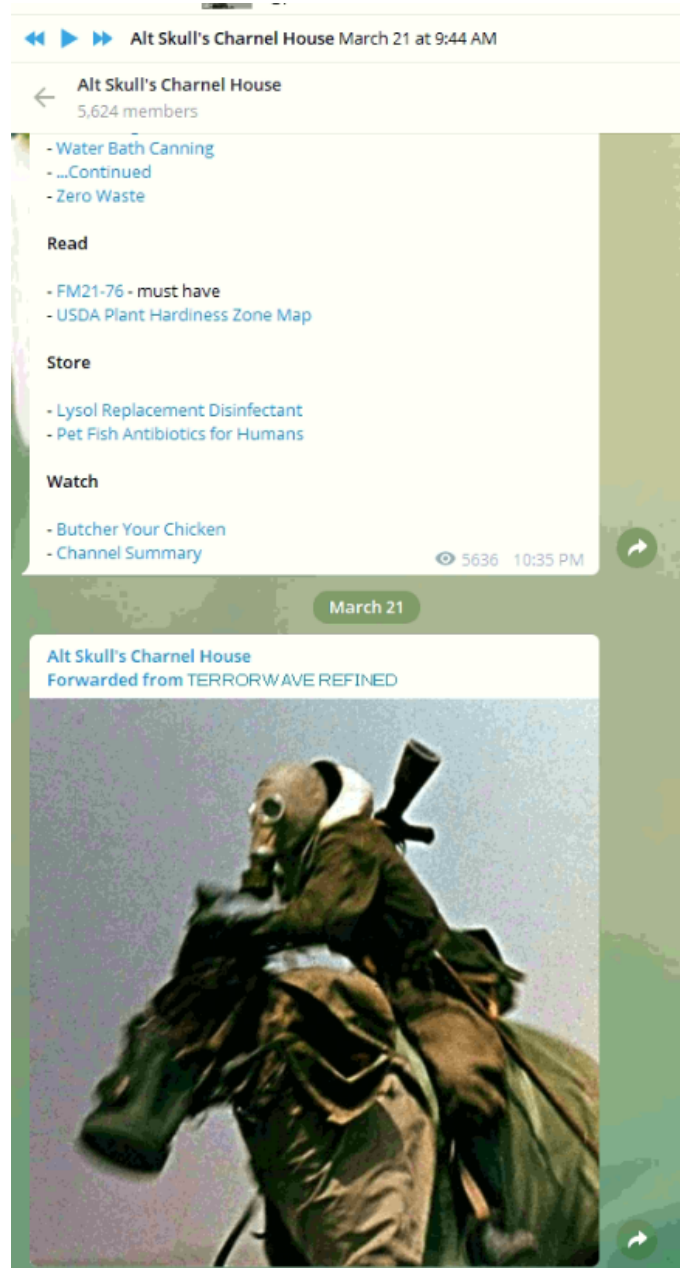 Alt Skull's Charnel House March 21 at 9:44 AM
Alt Skull's Charnel House
5,624 members
- Water Bath Canning
- ...Continued
- Zero Waste
Read
- FM21-76 - must have
- USDA Plant Hardiness Zone Map
Store
- Lysol Replacement Disinfectant
- Pet Fish Antibiotics for Humans
Watch
- Butcher Your Chicken
- Channel Summary
5636 10:35 PM
March 21
Alt Skull's Charnel House
Forwarded from TERRORWAVE REFINED